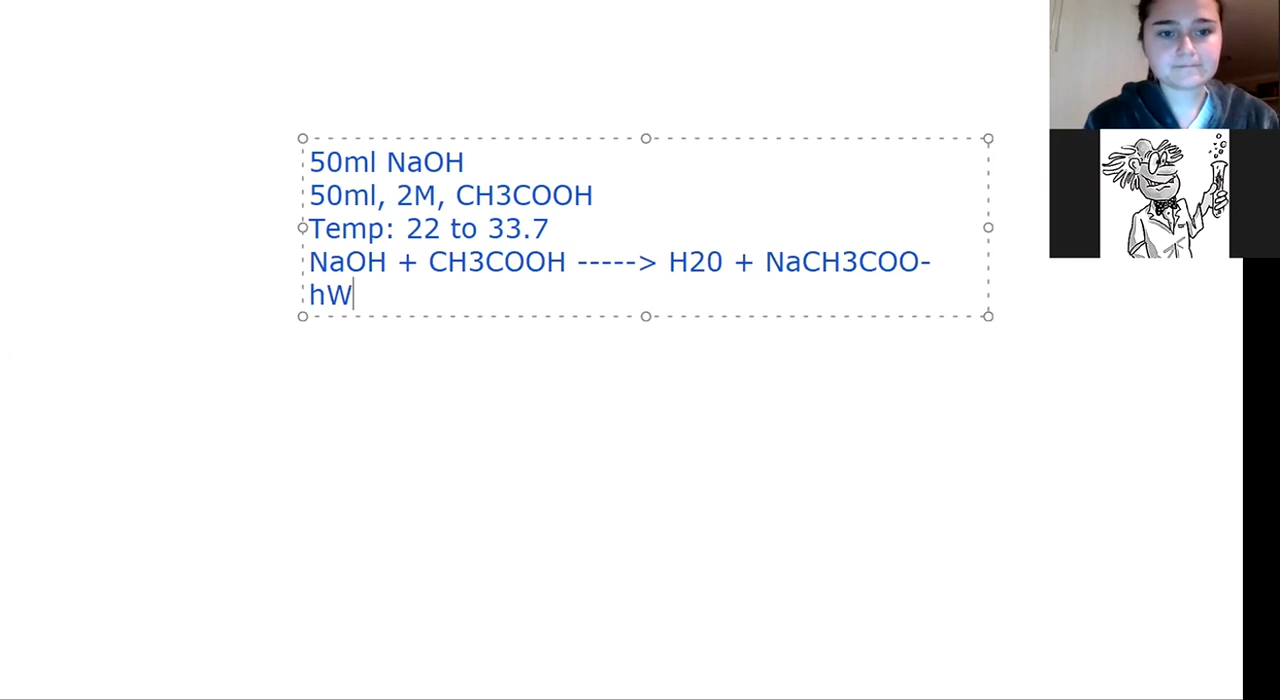 50ml NaOH
50ml, 2M, CH3COOH
Temp: 22 to 33.7
NaOH + CH3COOH -----> H20 + NaCH3COO-
hW